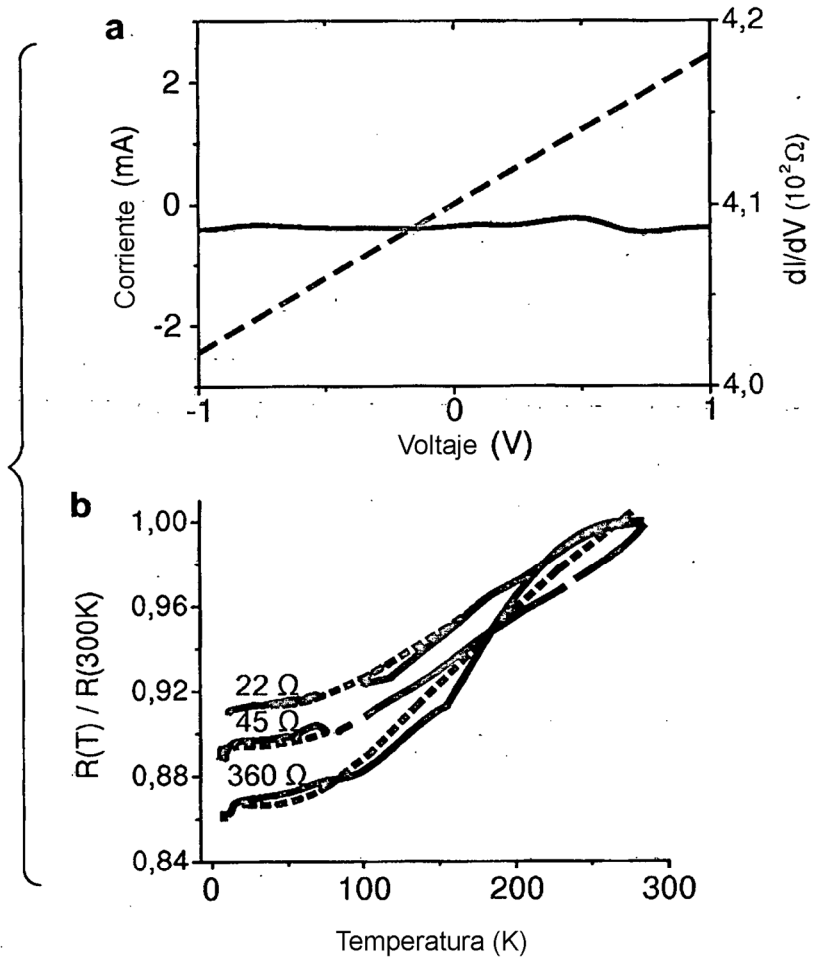 a
4,2
2
0
-2
Corriente (mA)
4,1
4,0
dI/dV (10²Ω)
-1
0
1
Voltaje (V)
b
1,00
0,96
0,92
0,88
0,84
R(T) / R(300K)
22 Ω
45 Ω
360 Ω
0
100
200
300
Temperatura (K)